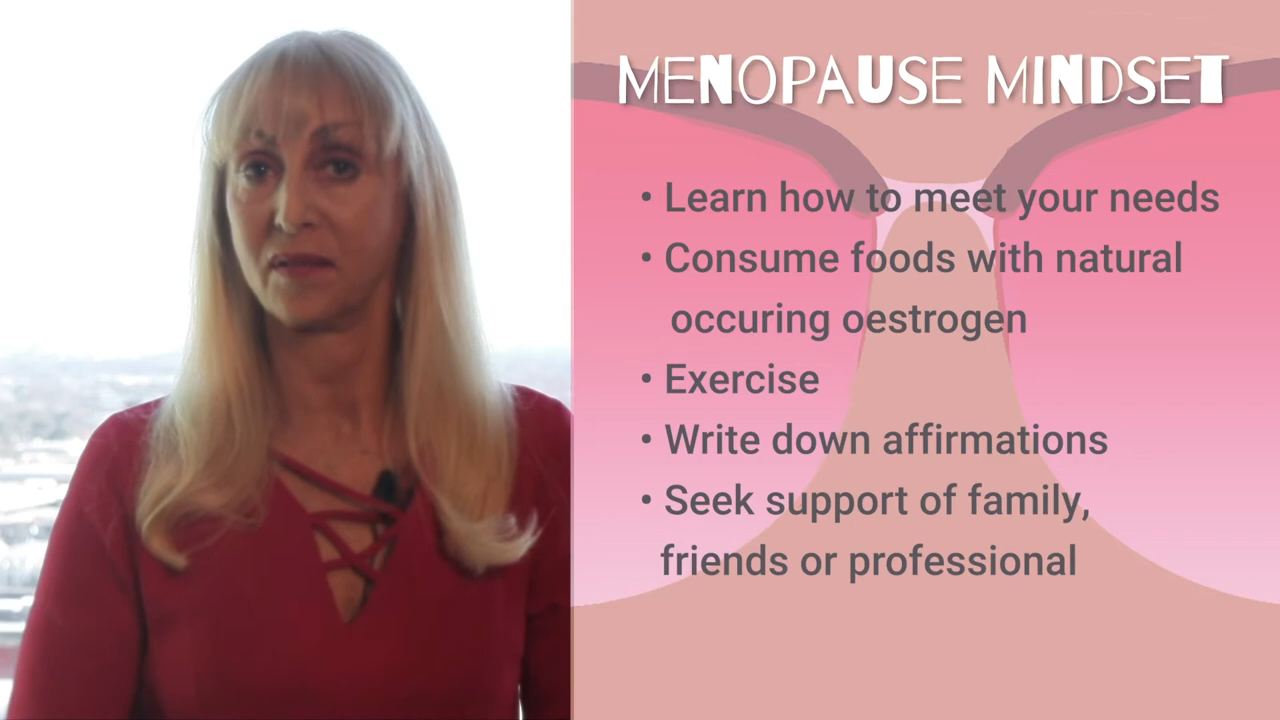 MENOPAUSE MINDSET
• Learn how to meet your needs
• Consume foods with natural
occuring oestrogen
• Exercise
• Write down affirmations
• Seek support of family,
friends or professional